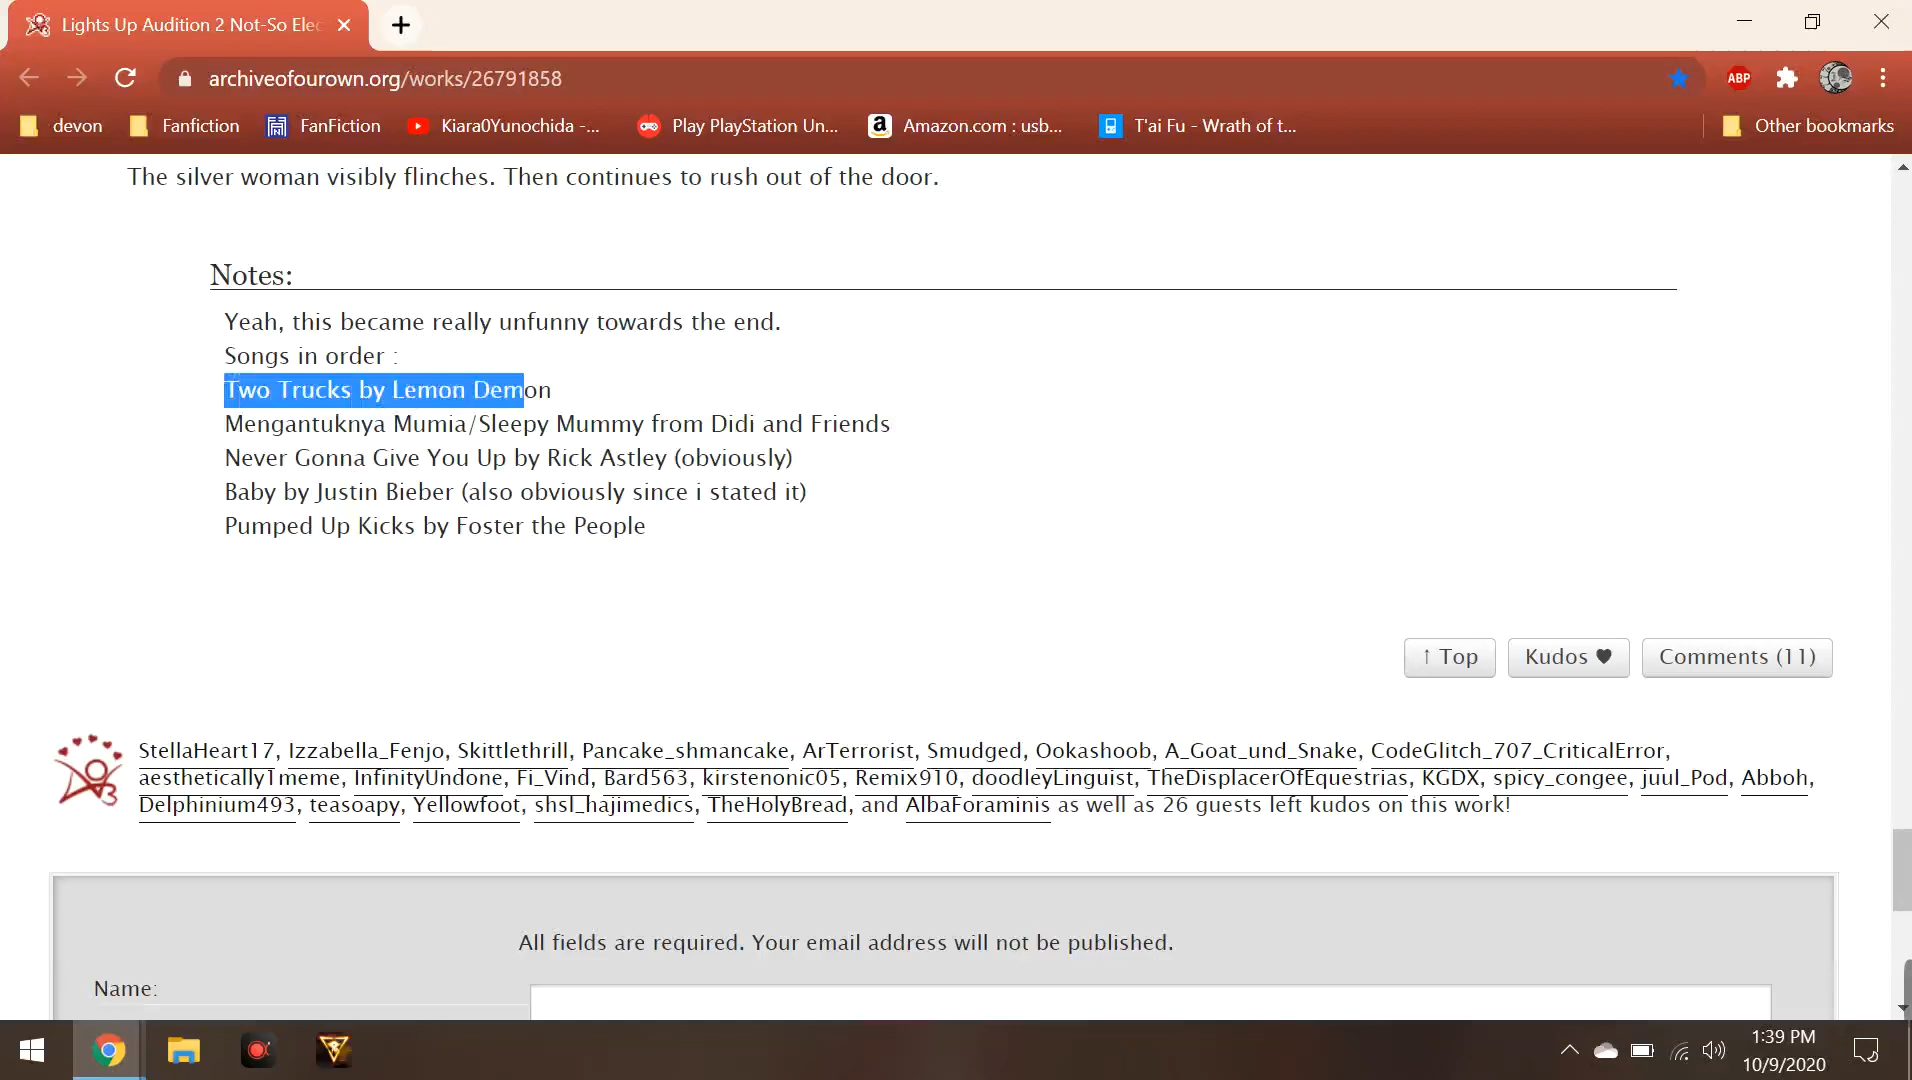 Lights Up Audition 2 Not-So Ele
archiveofourown.org/works/26791858
ABP
devon
Fanfiction
FanFiction
Kiara0Yunochida -...
Play PlayStation Un...
Amazon.com : usb...
T'ai Fu - Wrath of t...
Other bookmarks
The silver woman visibly flinches. Then continues to rush out of the door.
Notes:
Yeah, this became really unfunny towards the end.
Songs in order :
Two Trucks by Lemon Demon
Mengantuknya Mumia/Sleepy Mummy from Didi and Friends
Never Gonna Give You Up by Rick Astley (obviously)
Baby by Justin Bieber (also obviously since i stated it)
Pumped Up Kicks by Foster the People
↑ Top
Kudos ♥
Comments (11)
StellaHeart17, Izzabella_Fenjo, Skittlethrill, Pancake_shmancake, ArTerrorist, Smudged, Ookashoob, A_Goat_und_Snake, CodeGlitch_707_CriticalError,
aesthetically1meme, InfinityUndone, Fi_Vind, Bard563, kirstenonic05, Remix910, doodleyLinguist, TheDisplacerOfEquestrias, KGDX, spicy_congee, juul_Pod, Abboh,
Delphinium493, teasoapy, Yellowfoot, shsl_hajimedics, TheHolyBread, and AlbaForaminis as well as 26 guests left kudos on this work!
All fields are required. Your email address will not be published.
Name:
1:39 PM
10/9/2020